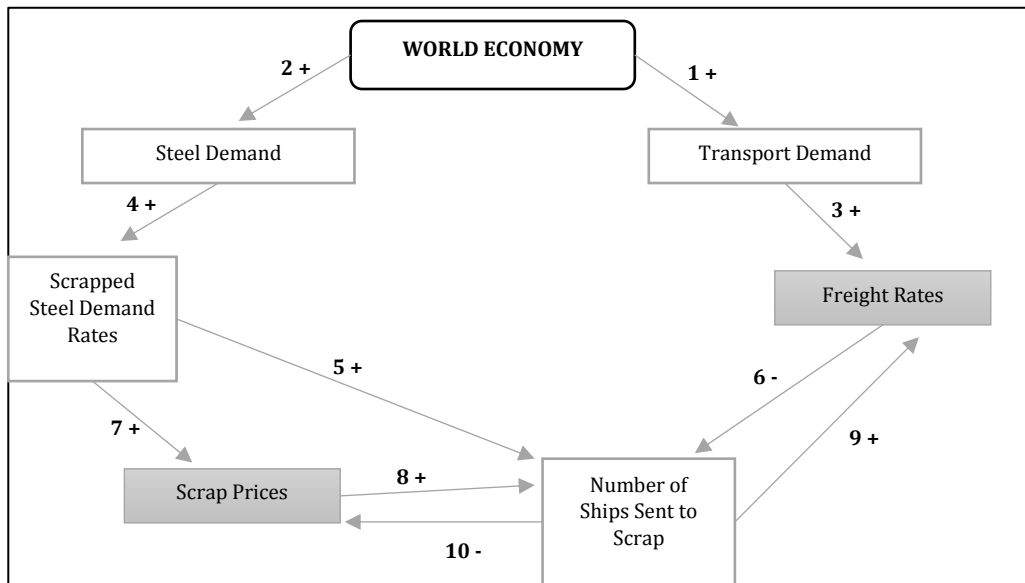 WORLD ECONOMY
2 +
1 +
Steel Demand
Transport Demand
4 +
3 +
Scrapped
Steel Demand
Rates
Freight Rates
5 +
6 -
7 +
9 +
Scrap Prices
8 +
Number of
Ships Sent to
Scrap
10 -